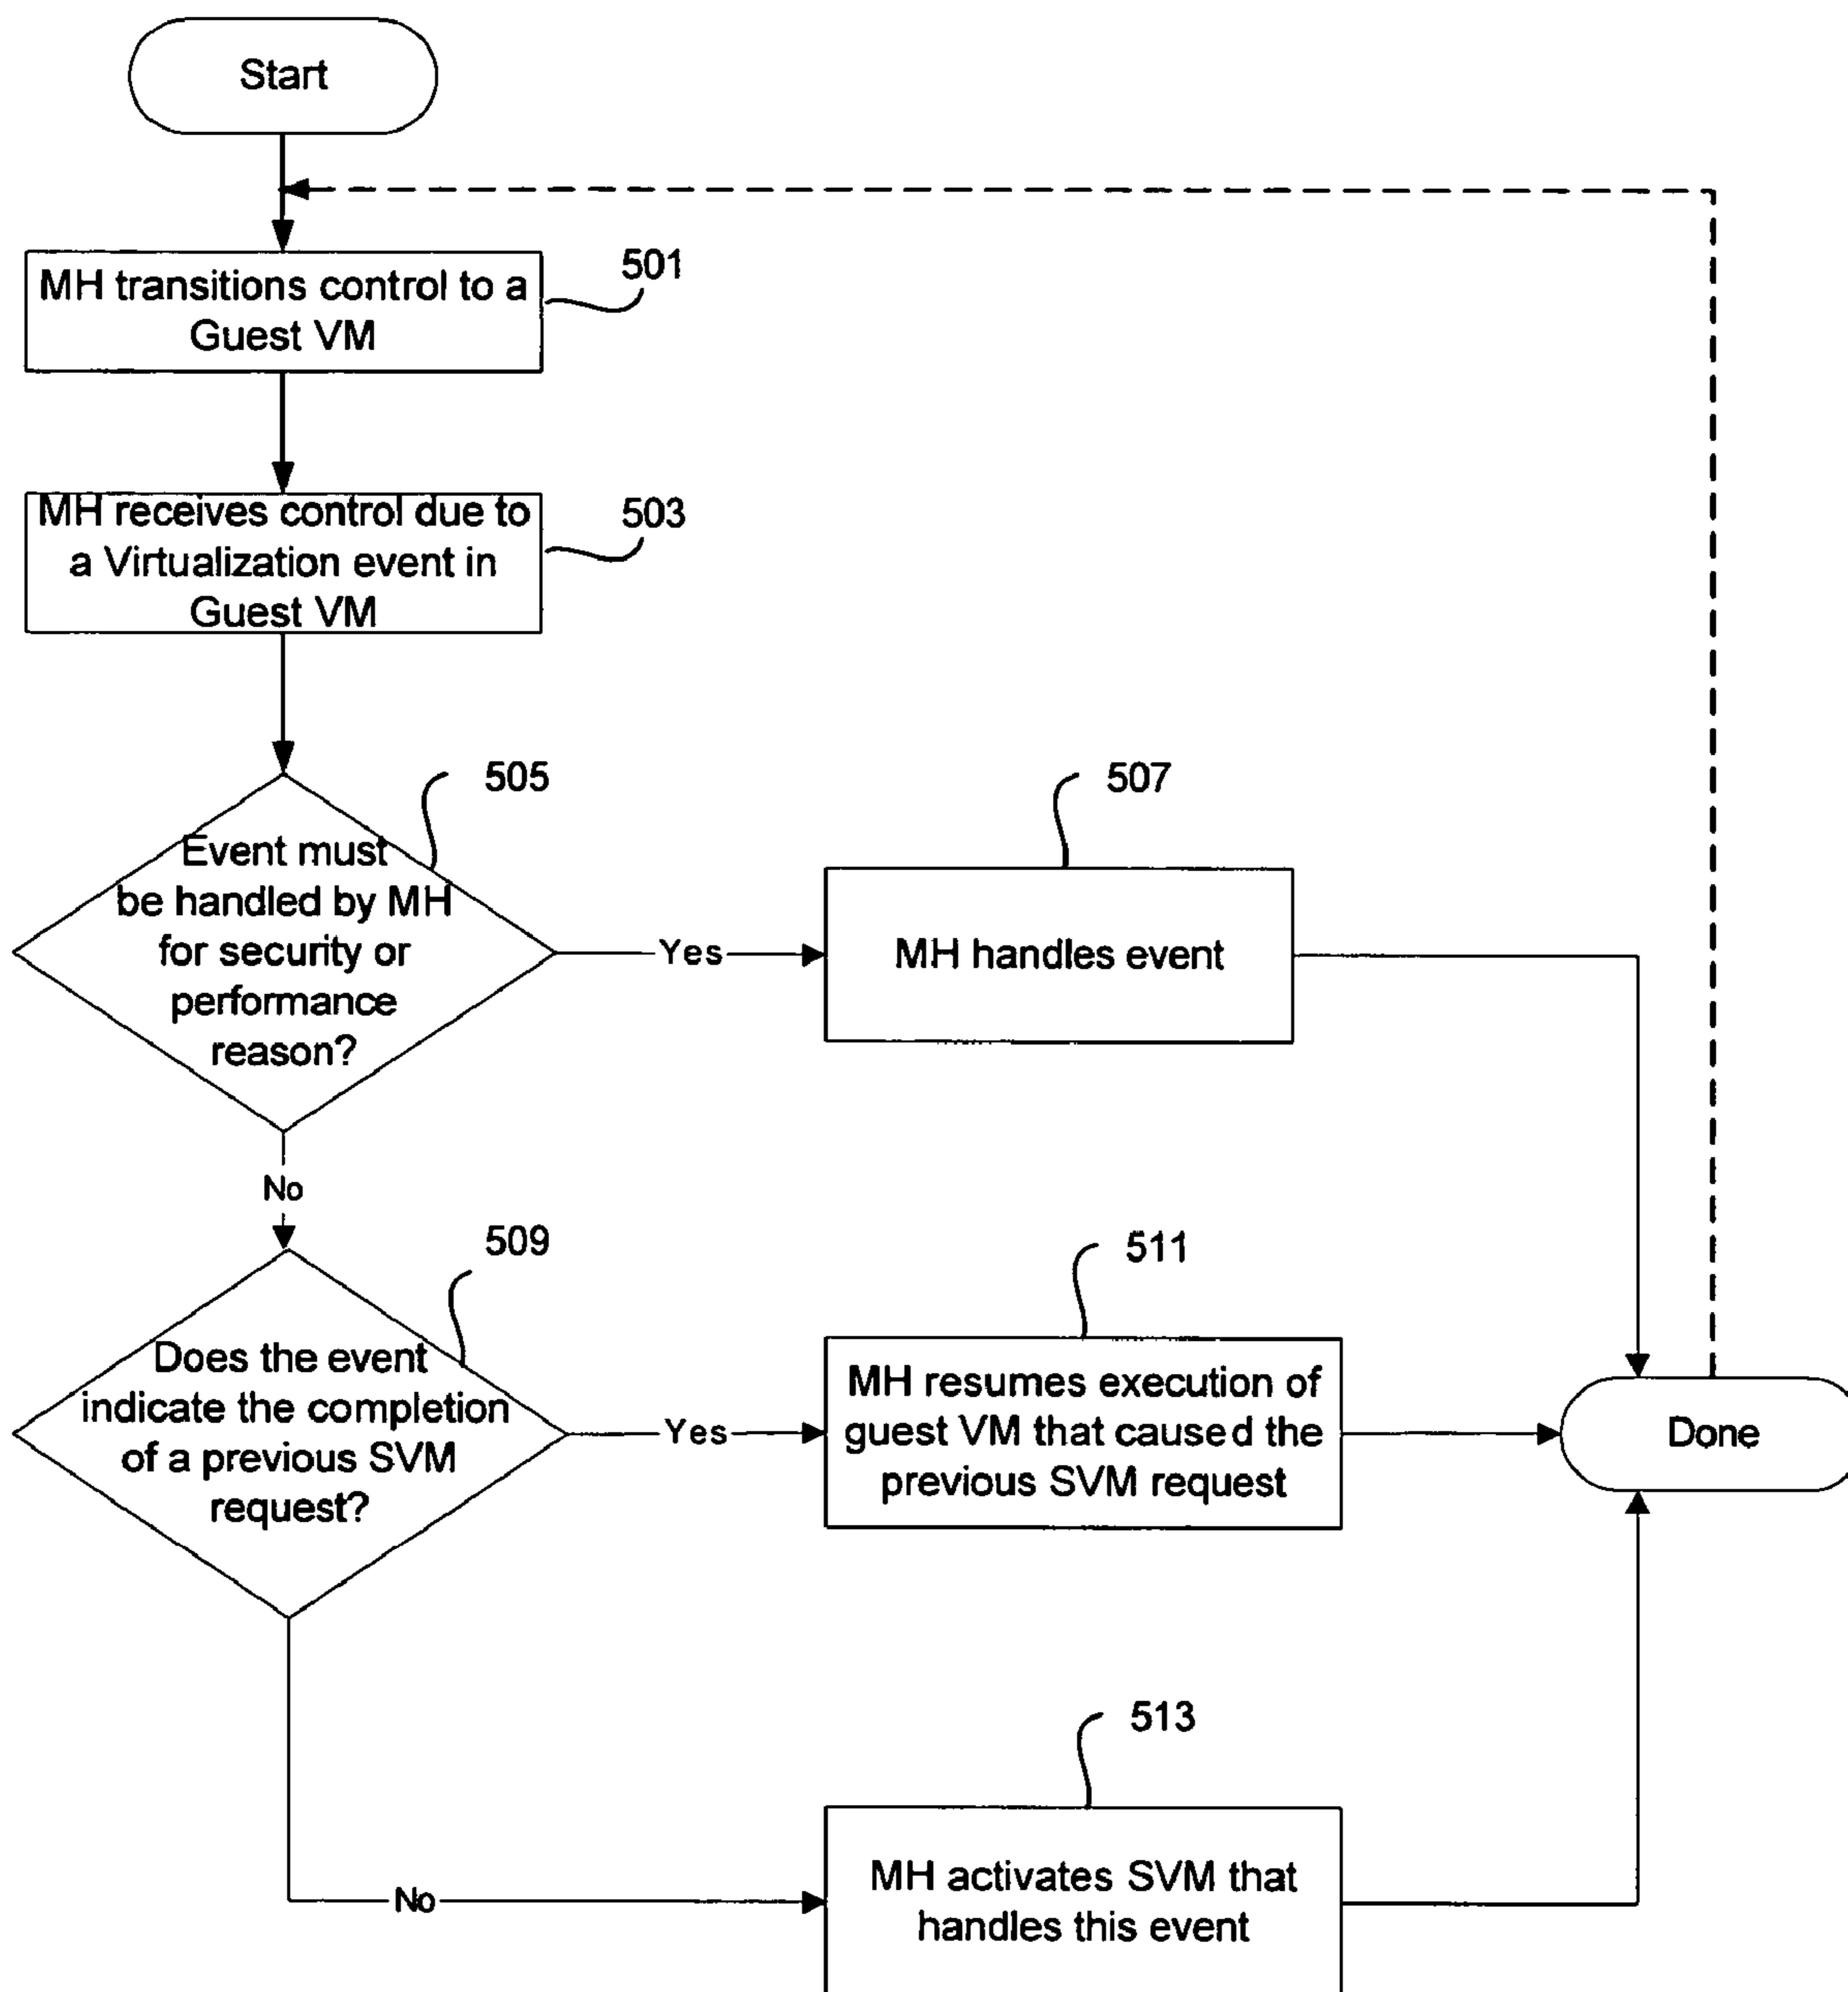 Start
MH transitions control to a
Guest VM
501
MH receives control due to
a Virtualization event in
Guest VM
503
505
Event must
be handled by MH
for security or
performance
reason?
Yes
507
MH handles event
No
509
Does the event
indicate the completion
of a previous SVM
request?
Yes
511
MH resumes execution of
guest VM that caused the
previous SVM request
Done
No
513
MH activates SVM that
handles this event